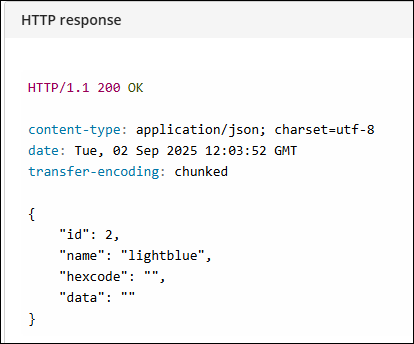 HTTP response
HTTP/1.1 200 OK
content-type: application/json; charset=utf-8
date: Tue, 02 Sep 2025 12:03:52 GMT
transfer-encoding: chunked
{
    "id": 2,
    "name": "lightblue",
    "hexcode": "",
    "data": ""
}